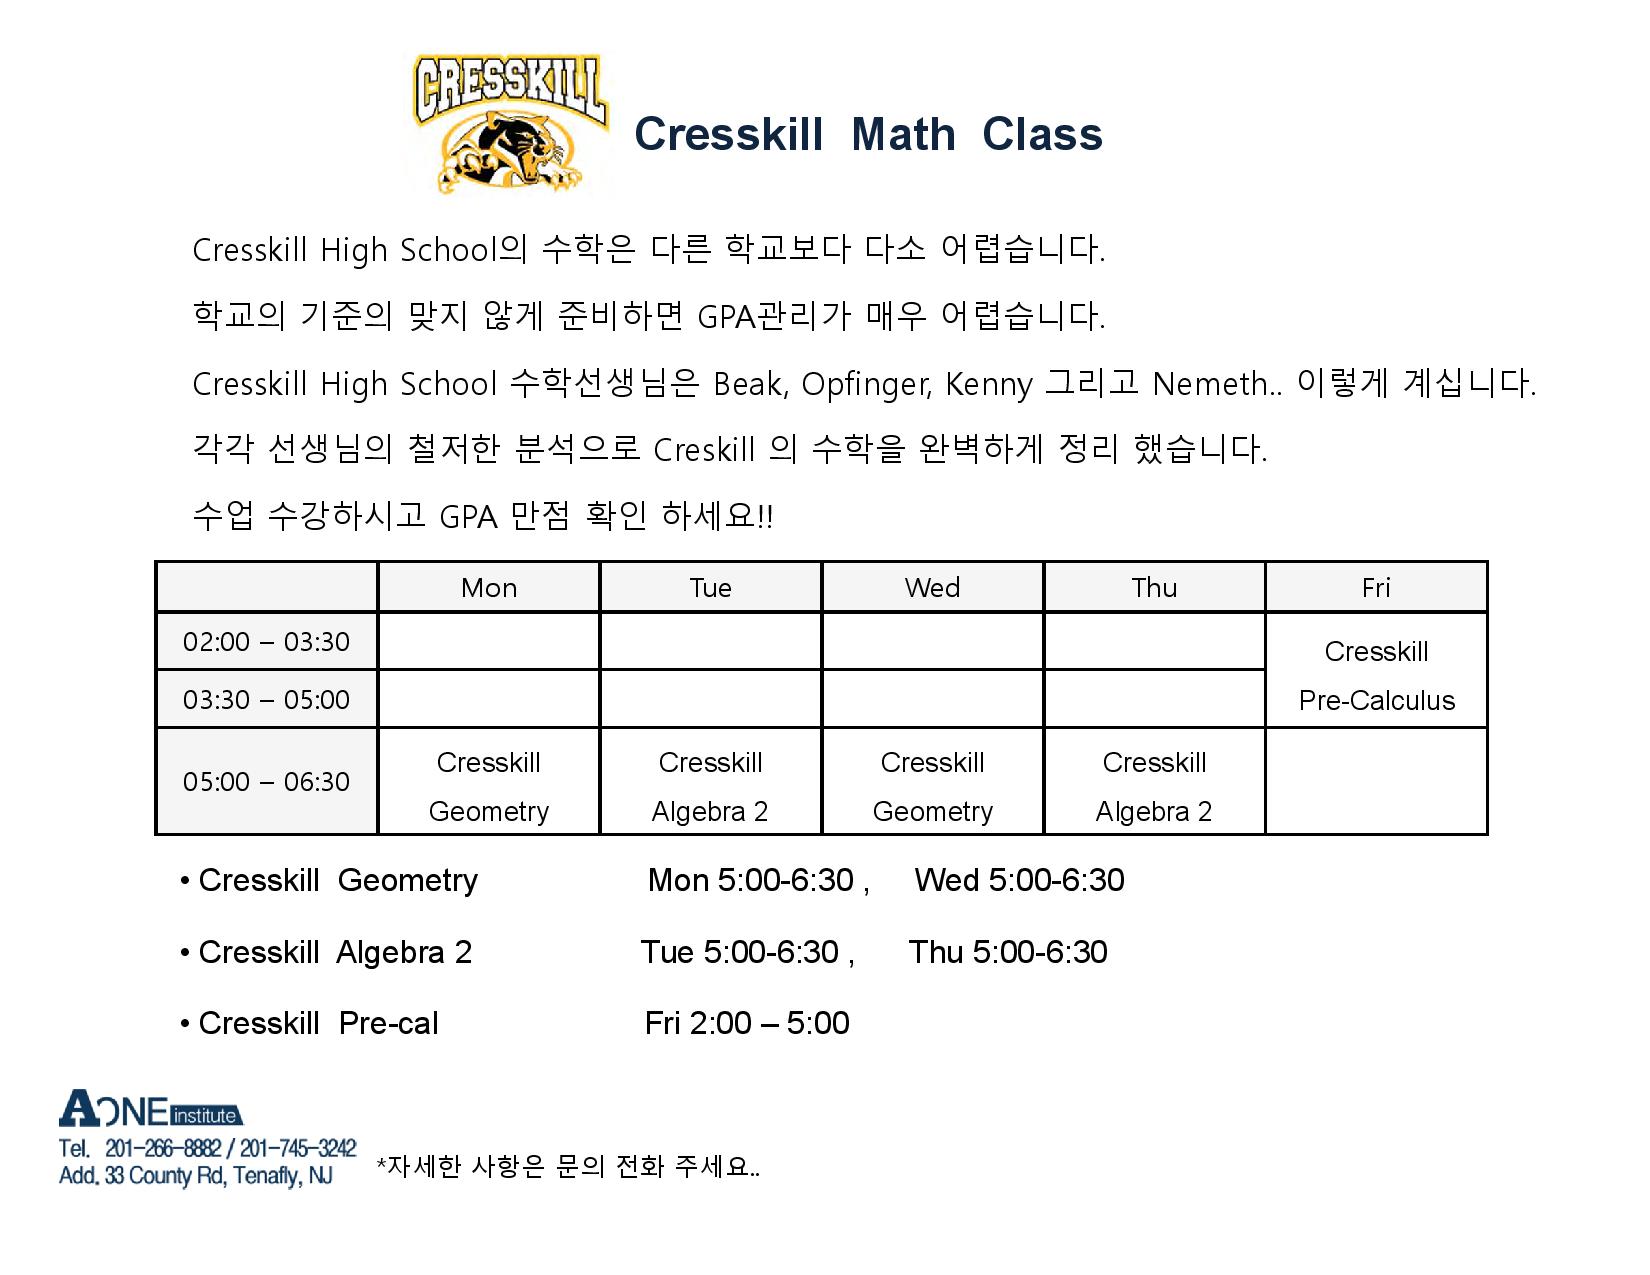 CRESSKILL
Cresskill Math Class
Cresskill High School의 수학은 다른 학교보다 다소 어렵습니다.
학교의 기준의 맞지 않게 준비하면 GPA관리가 매우 어렵습니다.
Cresskill High School 수학선생님은 Beak, Opfinger, Kenny 그리고 Nemeth.. 이렇게 계십니다.
각각 선생님의 철저한 분석으로 Creskill 의 수학을 완벽하게 정리 했습니다.
수업 수강하시고 GPA 만점 확인 하세요!!
Mon Tue Wed Thu Fri
02:00 – 03:30
Cresskill
Pre-Calculus
03:30 – 05:00
05:00 – 06:30
Cresskill Cresskill Cresskill Cresskill
Geometry Algebra 2 Geometry Algebra 2
• Cresskill Geometry Mon 5:00-6:30 , Wed 5:00-6:30
• Cresskill Algebra 2 Tue 5:00-6:30 , Thu 5:00-6:30
• Cresskill Pre-cal Fri 2:00 – 5:00
AONE institute
Tel. 201-266-8882 / 201-745-3242
Add. 33 County Rd, Tenafly, NJ
*자세한 사항은 문의 전화 주세요..